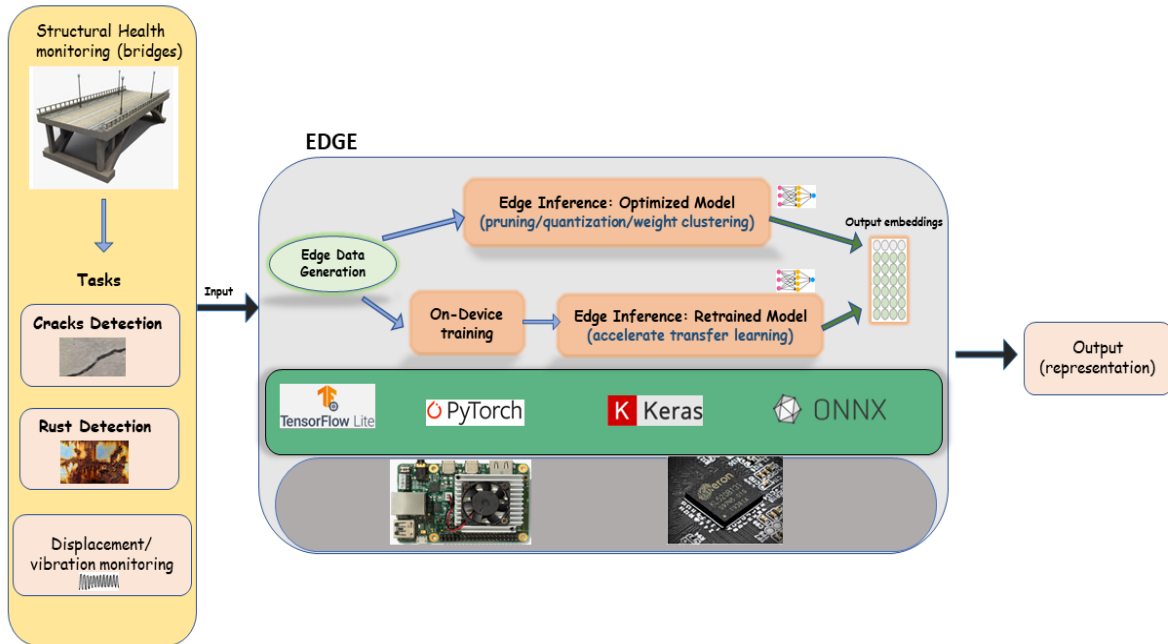 Structural Health
monitoring (bridges)
Tasks
Cracks Detection
Rust Detection
Displacement/
vibration monitoring
Input
EDGE
Edge Data
Generation
Edge Inference: Optimized Model
(pruning/quantization/weight clustering)
On-Device
training
Edge Inference: Retrained Model
(accelerate transfer learning)
Output embeddings
TensorFlow Lite
PyTorch
K Keras
ONNX
Output
(representation)